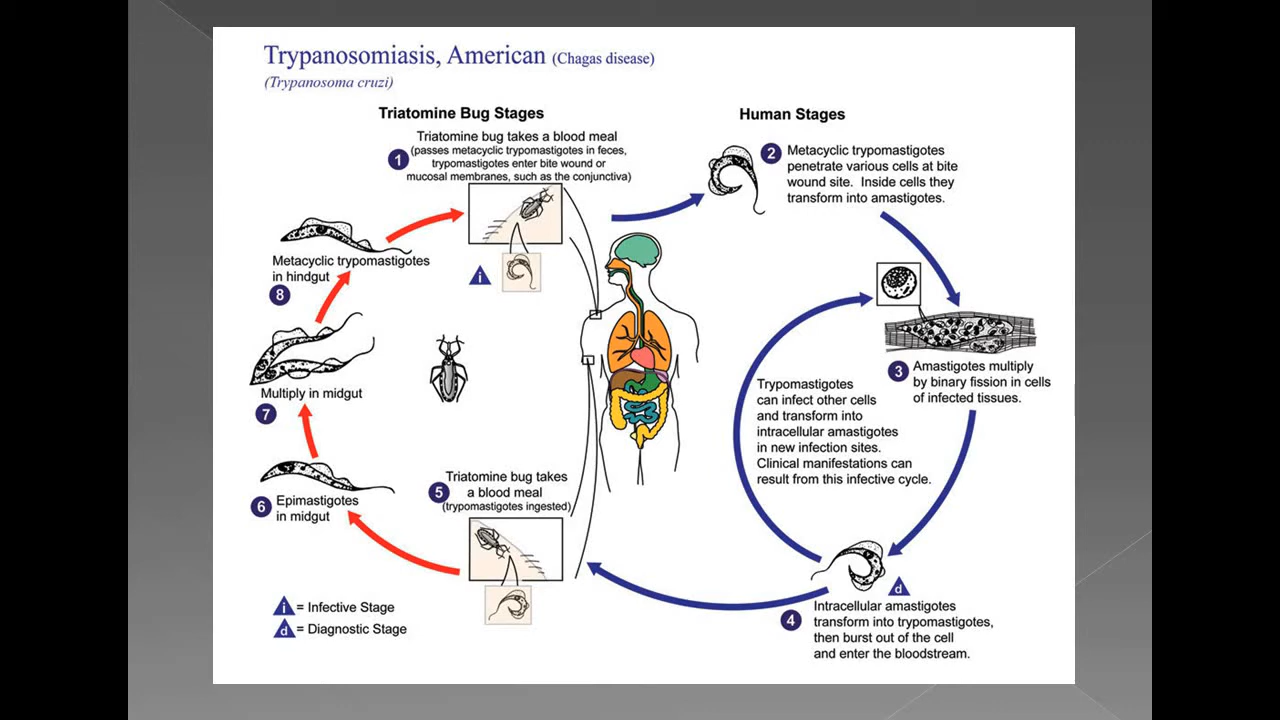 Trypanosomiasis, American (Chagas disease)
(Trypanosoma cruzi)
Triatomine Bug Stages
Human Stages
1
Triatomine bug takes a blood meal
(passes metacyclic trypomastigotes in feces,
trypomastigotes enter bite wound or
mucosal membranes, such as the conjunctiva)
i
2
Metacyclic trypomastigotes
penetrate various cells at bite
wound site. Inside cells they
transform into amastigotes.
3
Amastigotes multiply
by binary fission in cells
of infected tissues.
Trypomastigotes
can infect other cells
and transform into
intracellular amastigotes
in new infection sites.
Clinical manifestations can
result from this infective cycle.
d
4
Intracellular amastigotes
transform into trypomastigotes,
then burst out of the cell
and enter the bloodstream.
5
Triatomine bug takes
a blood meal
(trypomastigotes ingested)
6
Epimastigotes
in midgut
Multiply in midgut
7
Metacyclic trypomastigotes
in hindgut
8
i = Infective Stage
d = Diagnostic Stage